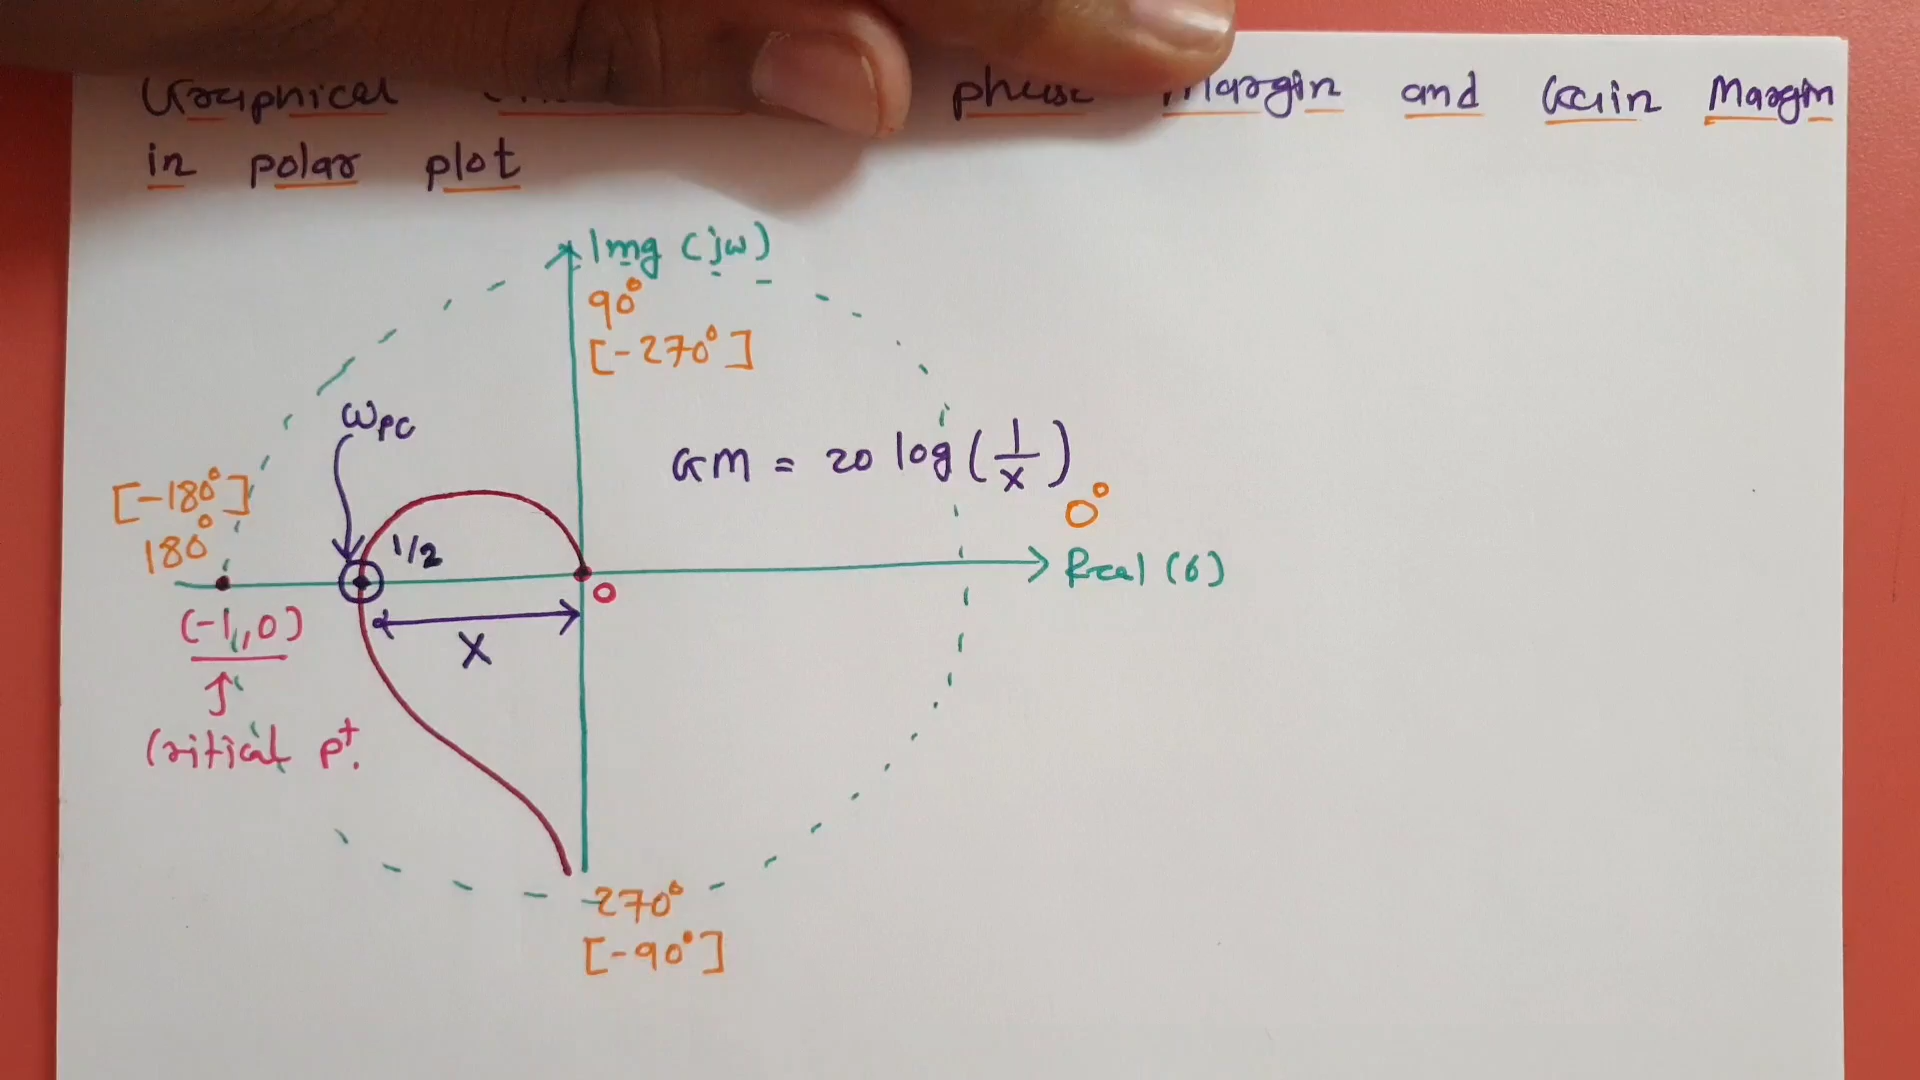 Graphical phase Margin and Gain Margin
in polar plot
Img (jω)
90°
[-270°]
ωPC
GM = 20 log (1/x)
[-180°]
180°
1/2
0°
Real (σ)
(-1, 0)
0
x
Critical pt.
270°
[-90°]